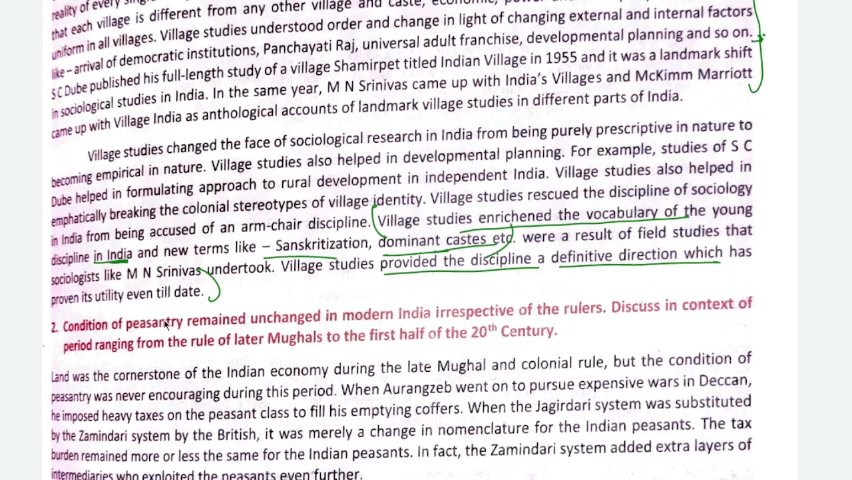 reality of every
that each village is different from any other village and caste, economic, power
uniform in all villages. Village studies understood order and change in light of changing external and internal factors
like – arrival of democratic institutions, Panchayati Raj, universal adult franchise, developmental planning and so on.
S C Dube published his full-length study of a village Shamirpet titled Indian Village in 1955 and it was a landmark shift
in sociological studies in India. In the same year, M N Srinivas came up with India's Villages and McKimm Marriott
came up with Village India as anthological accounts of landmark village studies in different parts of India.
Village studies changed the face of sociological research in India from being purely prescriptive in nature to
becoming empirical in nature. Village studies also helped in developmental planning. For example, studies of S C
Dube helped in formulating approach to rural development in independent India. Village studies also helped in
emphatically breaking the colonial stereotypes of village identity. Village studies rescued the discipline of sociology
in India from being accused of an arm-chair discipline. Village studies enrichened the vocabulary of the young
discipline in India and new terms like – Sanskritization, dominant castes etc. were a result of field studies that
sociologists like M N Srinivas undertook. Village studies provided the discipline a definitive direction which has
proven its utility even till date.
2. Condition of peasantry remained unchanged in modern India irrespective of the rulers. Discuss in context of
period ranging from the rule of later Mughals to the first half of the 20th Century.
Land was the cornerstone of the Indian economy during the late Mughal and colonial rule, but the condition of
peasantry was never encouraging during this period. When Aurangzeb went on to pursue expensive wars in Deccan,
he imposed heavy taxes on the peasant class to fill his emptying coffers. When the Jagirdari system was substituted
by the Zamindari system by the British, it was merely a change in nomenclature for the Indian peasants. The tax
burden remained more or less the same for the Indian peasants. In fact, the Zamindari system added extra layers of
intermediaries who exploited the peasants even further.